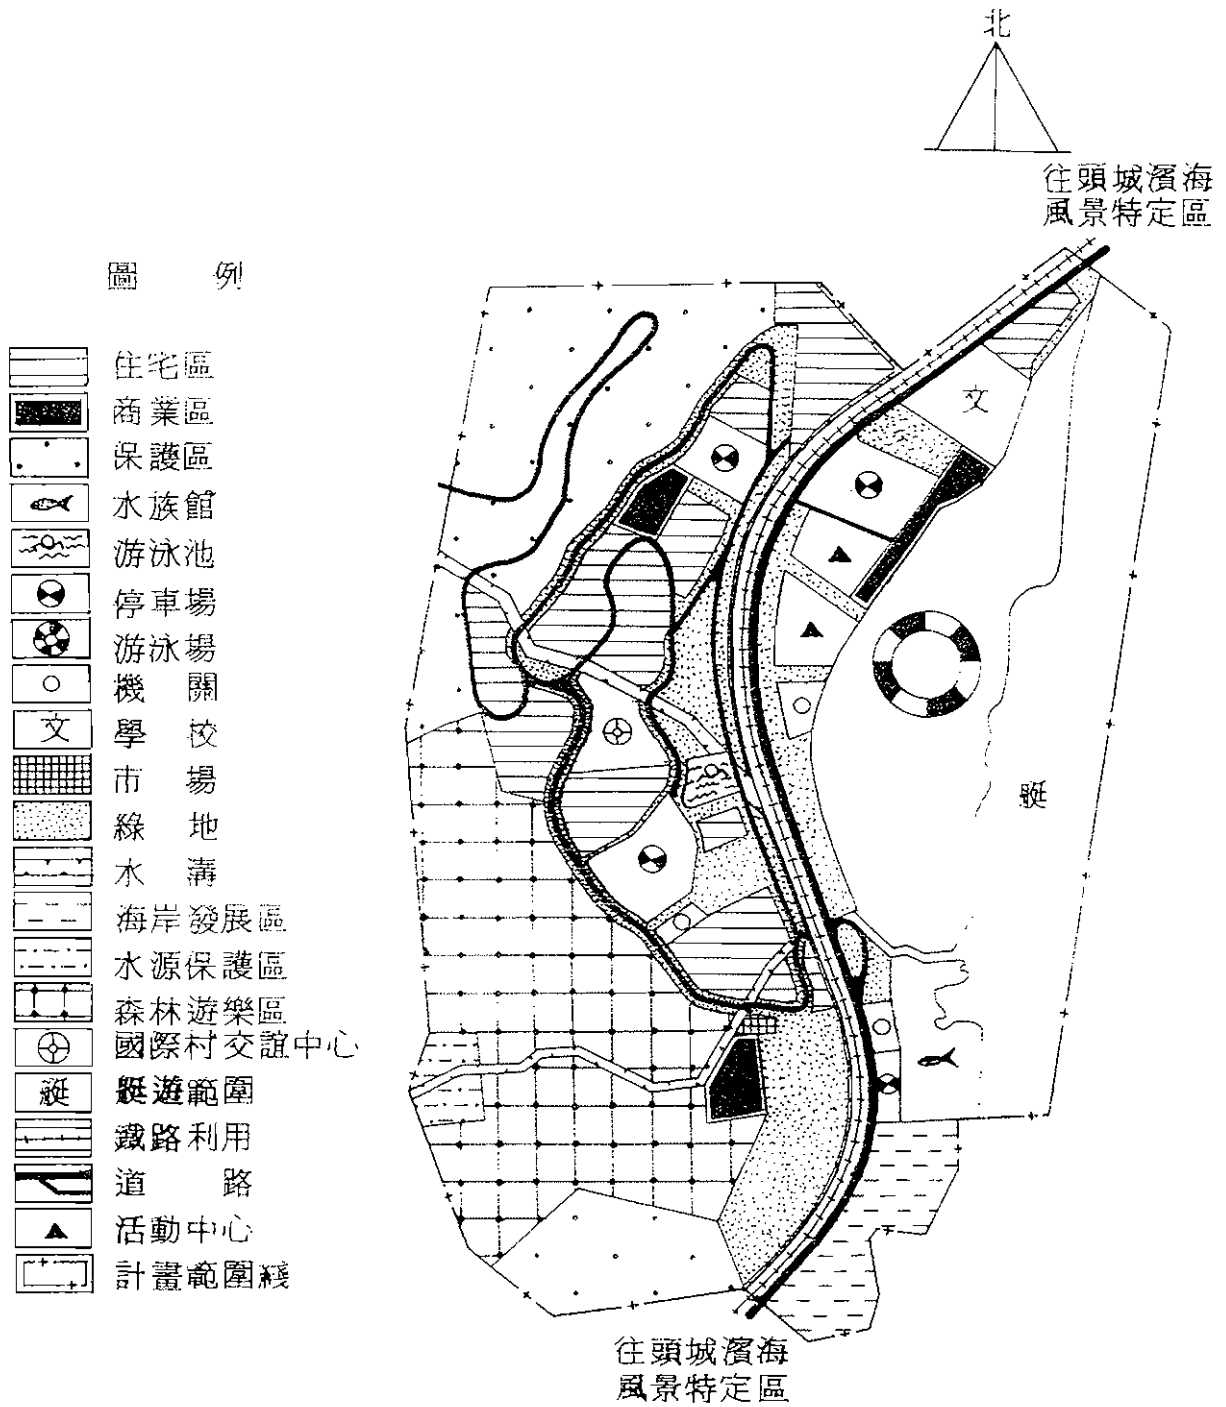 北
往頭城濱海
風景特定區
圖例
住宅區
商業區
保護區
水族館
游泳池
停車場
游泳場
機關
文 學校
市場
綠地
水溝
海岸發展區
水源保護區
森林遊樂區
國際村交誼中心
艇 艇遊範圍
鐵路利用
道路
活動中心
計畫範圍綫
文
艇
往頭城濱海
風景特定區